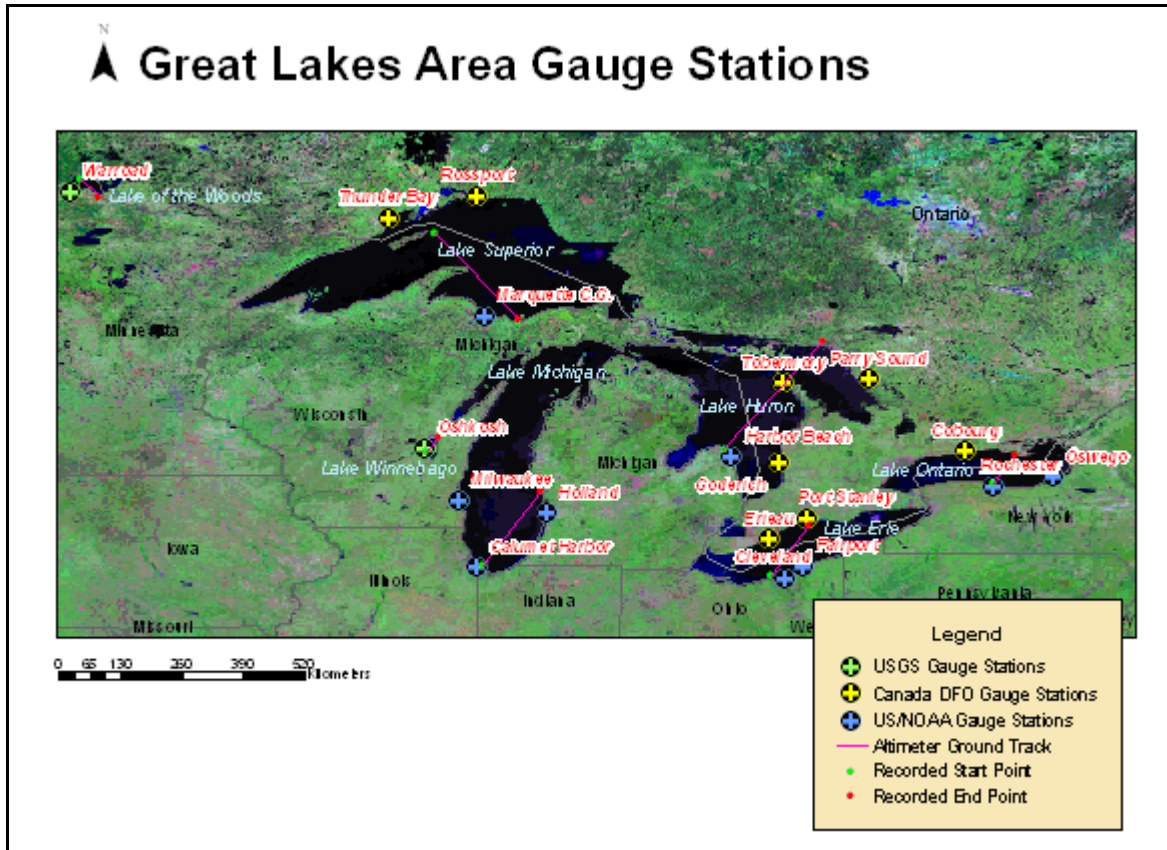 N
Great Lakes Area Gauge Stations
Warroad
Lake of the Woods
Rossport
Thunder Bay
Ontario
Lake Superior
Marquette C.G.
Minnesota
Michigan
Tobermory
Parry Sound
Lake Michigan
Lake Huron
Wisconsin
Oshkosh
Harbor Beach
Cobourg
Lake Winnebago
Michigan
Lake Ontario
Rochester
Oswego
Milwaukee
Holland
Goderich
Port Stanley
New York
Erieau
Lake Erie
Iowa
Calumet Harbor
Cleveland
Fairport
Illinois
Indiana
Ohio
Pennsylvania
Missouri
We
Legend
USGS Gauge Stations
Canada DFO Gauge Stations
US/NOAA Gauge Stations
Altimeter Ground Track
Recorded Start Point
Recorded End Point
0 65 130 260 390 520
Kilometers